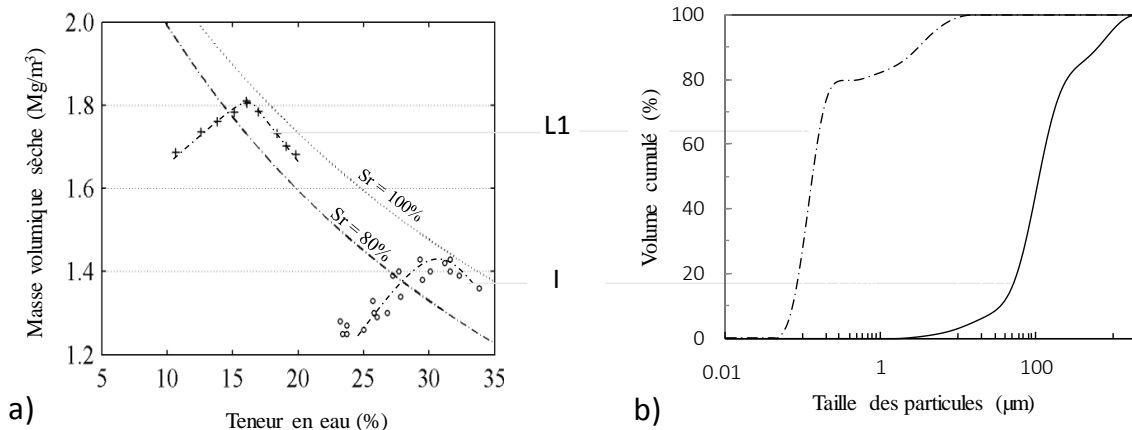 2.0
1.8
1.6
1.4
1.2
Masse volumique sèche (Mg/m³)
5 10 15 20 25 30 35
Teneur en eau (%)
Sr = 100%
Sr = 80%
a)
L1
I
100
80
60
40
20
0
Volume cumulé (%)
0.01 1 100
Taille des particules (µm)
b)